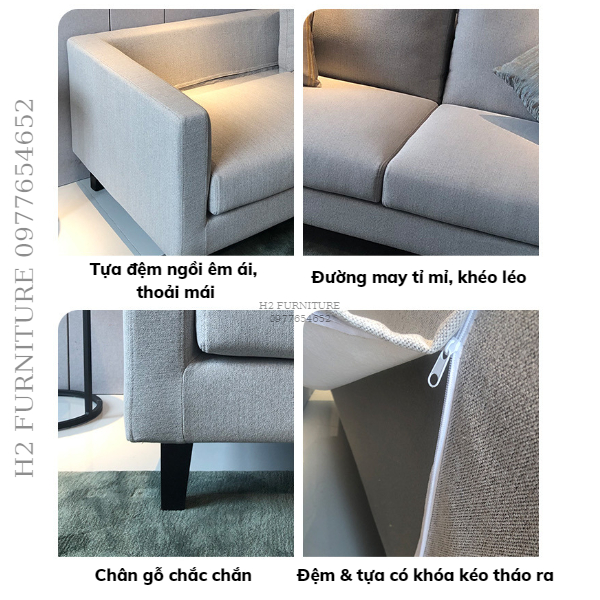 H2 FURNITURE 0977654652
Tựa đệm ngồi êm ái,
thoải mái
Đường may tỉ mỉ, khéo léo
H2 FURNITURE
0977654652
Chân gỗ chắc chắn
Đệm & tựa có khóa kéo tháo ra